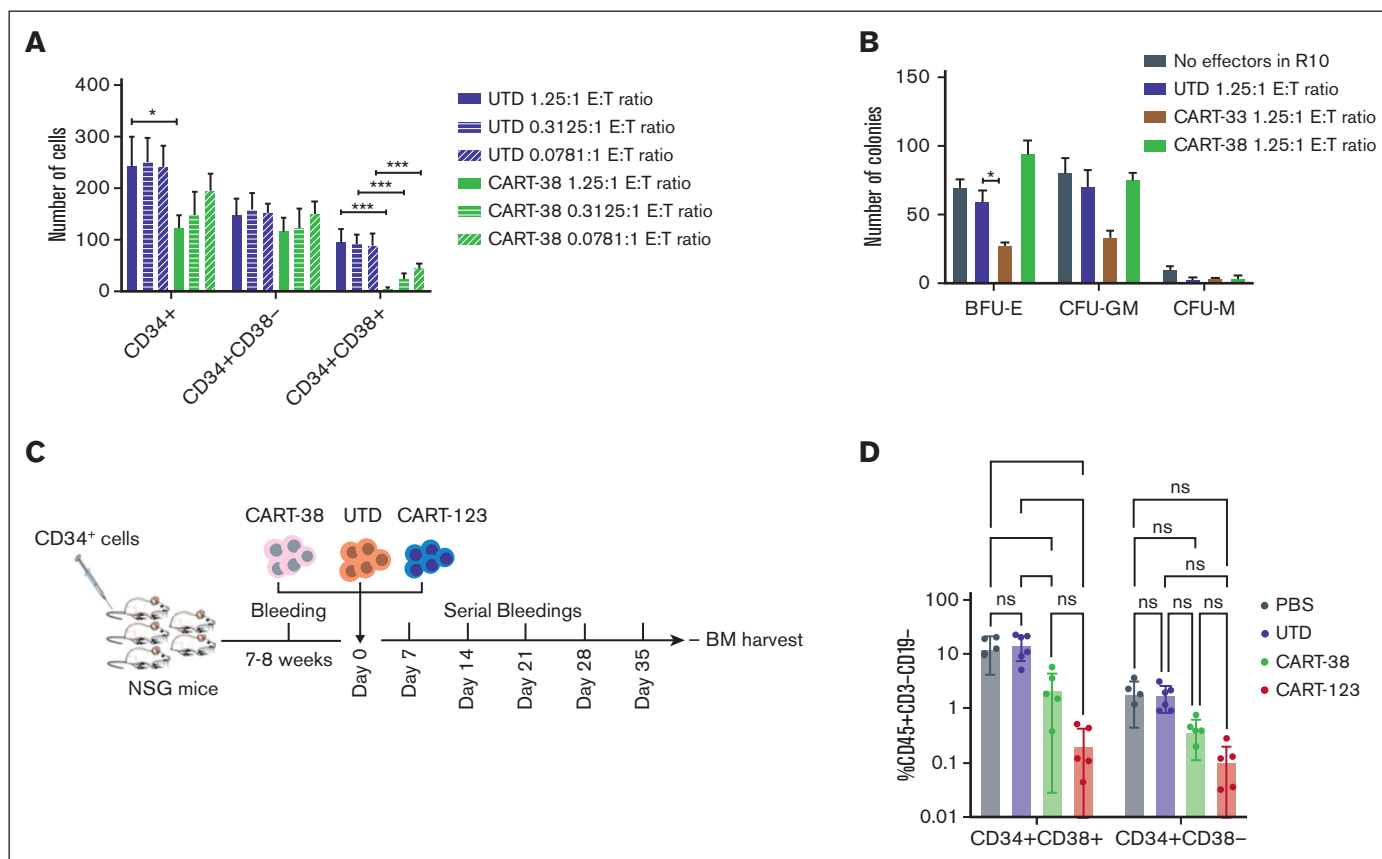 A
Number of cells
400
300
200
100
0
*
***
***
***
CD34+
CD34+CD38−
CD34+CD38+
UTD 1.25:1 E:T ratio
UTD 0.3125:1 E:T ratio
UTD 0.0781:1 E:T ratio
CART-38 1.25:1 E:T ratio
CART-38 0.3125:1 E:T ratio
CART-38 0.0781:1 E:T ratio
B
Number of colonies
150
100
50
0
*
BFU-E
CFU-GM
CFU-M
No effectors in R10
UTD 1.25:1 E:T ratio
CART-33 1.25:1 E:T ratio
CART-38 1.25:1 E:T ratio
C
CD34+ cells
NSG mice
CART-38
UTD
CART-123
Bleeding
7-8 weeks
Serial Bleedings
Day 0
Day 7
Day 14
Day 21
Day 28
Day 35
BM harvest
D
%CD45+CD3−CD19−
100
10
1
0.1
0.01
ns
ns
ns
ns
ns
ns
ns
ns
CD34+CD38+
CD34+CD38−
PBS
UTD
CART-38
CART-123